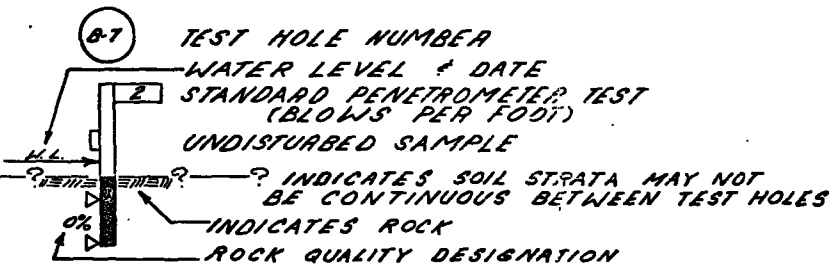 B-7 TEST HOLE NUMBER
WATER LEVEL & DATE
2 STANDARD PENETROMETER TEST
(BLOWS PER FOOT)
UNDISTURBED SAMPLE
W.L.
? ? ? INDICATES SOIL STRATA MAY NOT
BE CONTINUOUS BETWEEN TEST HOLES
INDICATES ROCK
0%
ROCK QUALITY DESIGNATION